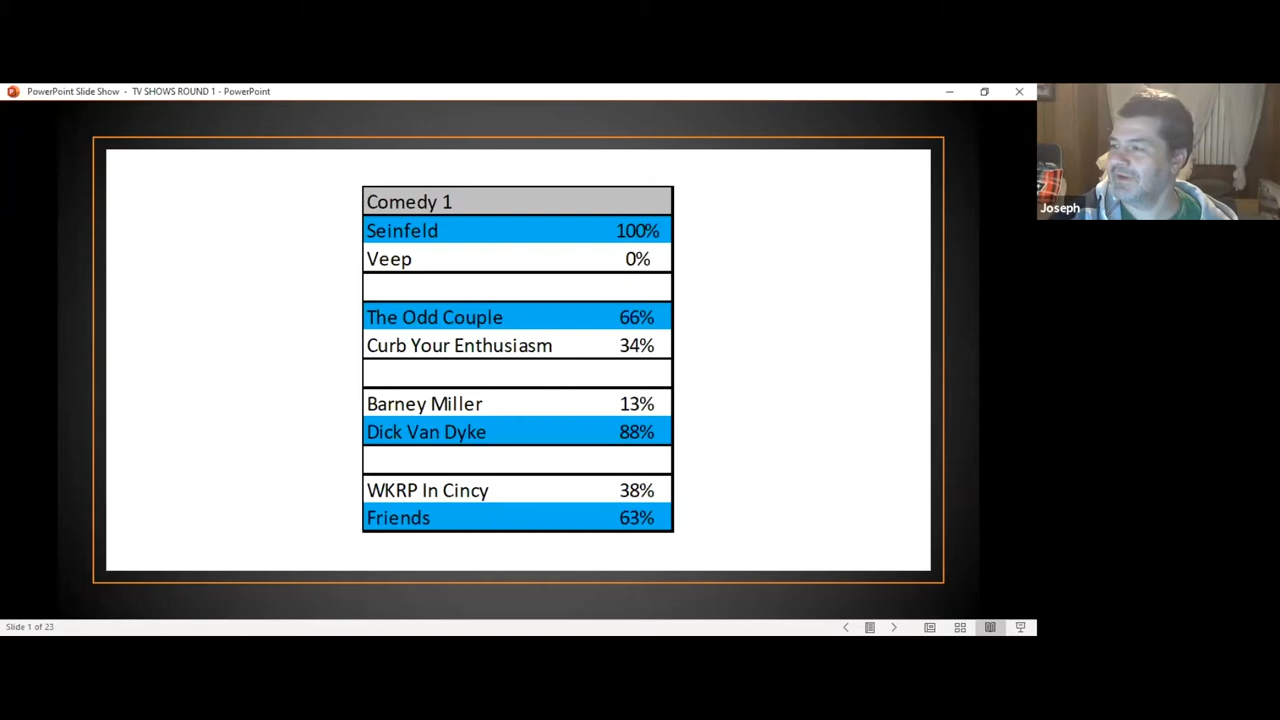 PowerPoint Slide Show - TV SHOWS ROUND 1 - PowerPoint
Joseph
Comedy 1
Seinfeld 100%
Veep 0%
The Odd Couple 66%
Curb Your Enthusiasm 34%
Barney Miller 13%
Dick Van Dyke 88%
WKRP In Cincy 38%
Friends 63%
Slide 1 of 23